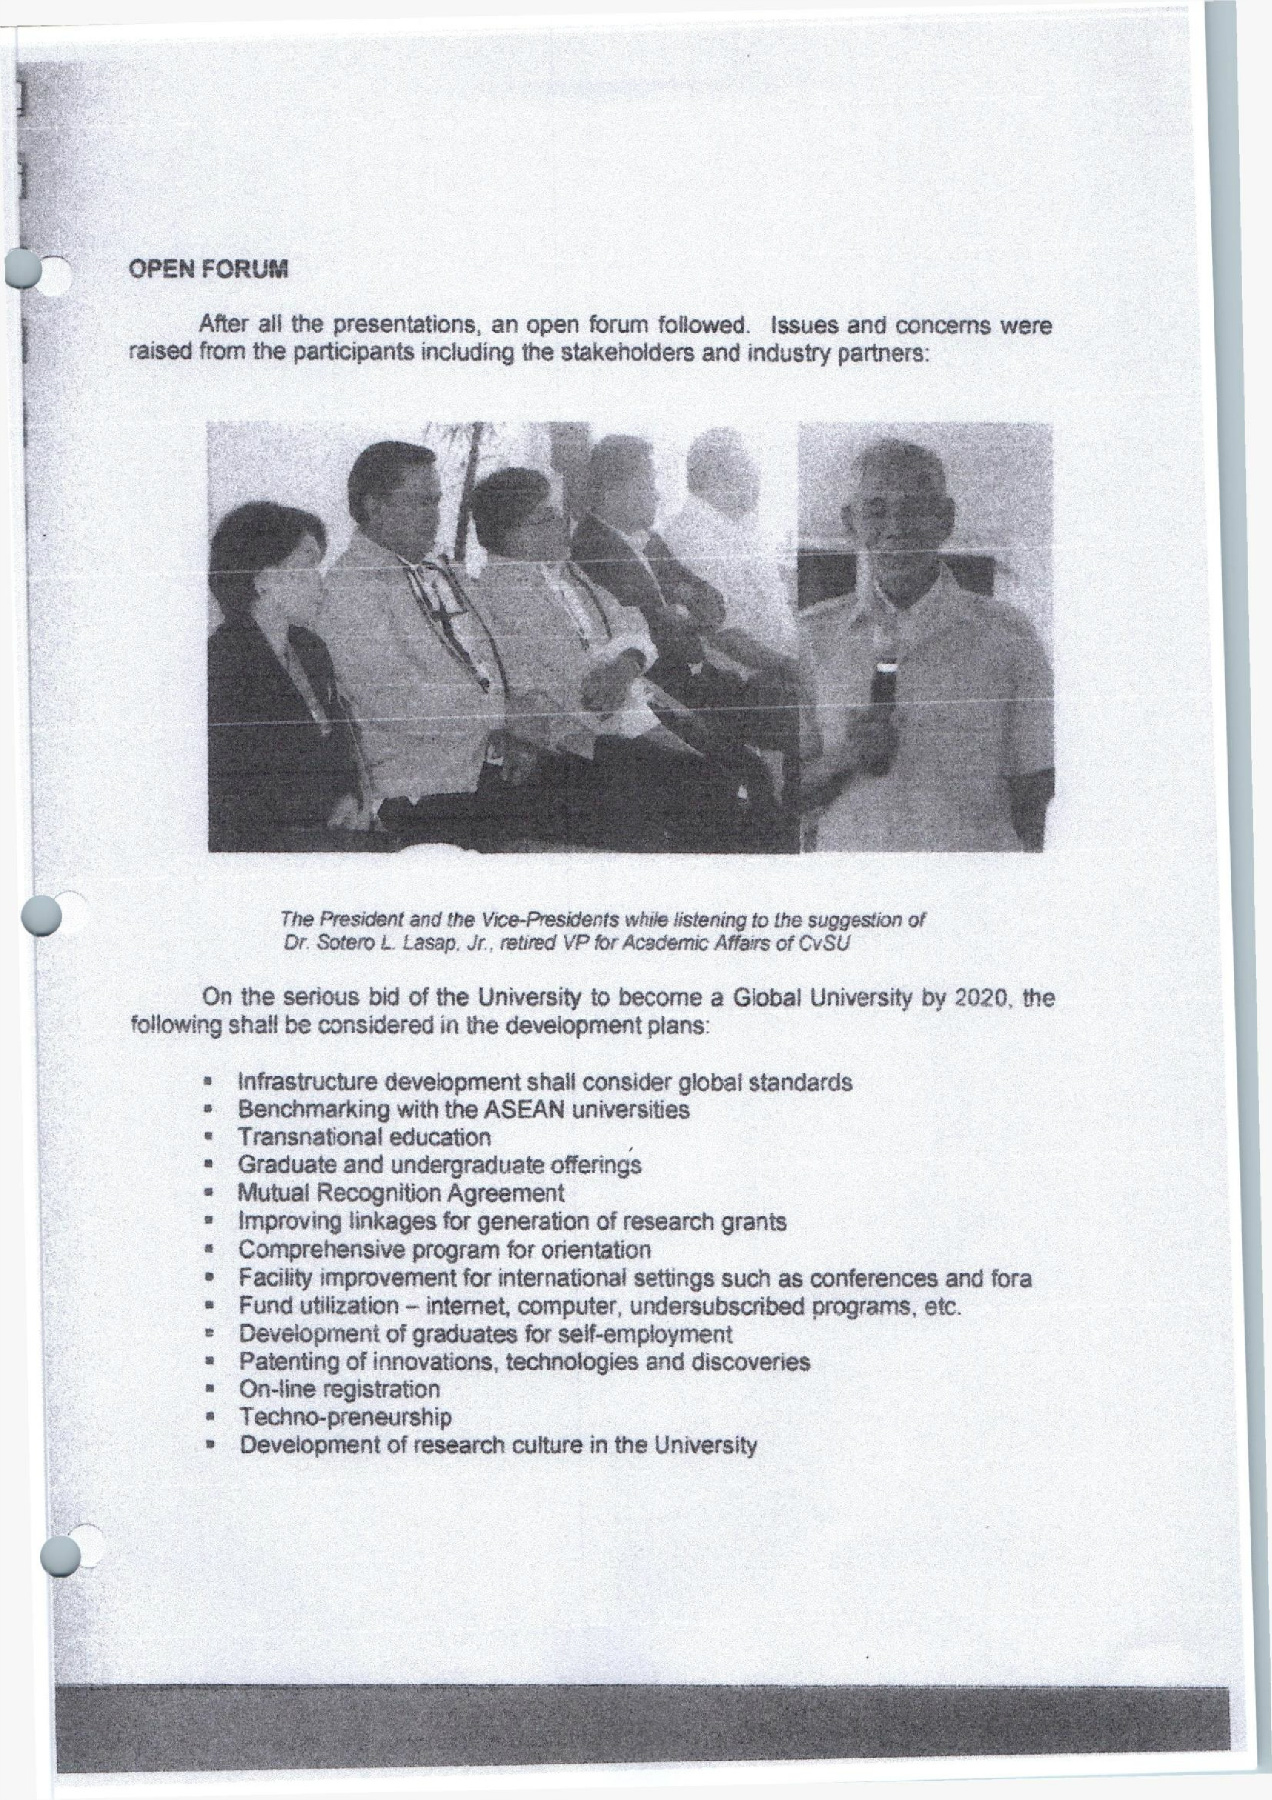 OPEN FORUM
After all the presentations, an open forum followed. Issues and concerns were
raised from the participants including the stakeholders and industry partners:
The President and the Vice-Presidents while listening to the suggestion of
Dr. Sotero L. Lasap, Jr., retired VP for Academic Affairs of CvSU
On the serious bid of the University to become a Global University by 2020, the
following shall be considered in the development plans:
▪ Infrastructure development shall consider global standards
▪ Benchmarking with the ASEAN universities
▪ Transnational education
▪ Graduate and undergraduate offerings
▪ Mutual Recognition Agreement
▪ Improving linkages for generation of research grants
▪ Comprehensive program for orientation
▪ Facility improvement for international settings such as conferences and fora
▪ Fund utilization – internet, computer, undersubscribed programs, etc.
▪ Development of graduates for self-employment
▪ Patenting of innovations, technologies and discoveries
▪ On-line registration
▪ Techno-preneurship
▪ Development of research culture in the University